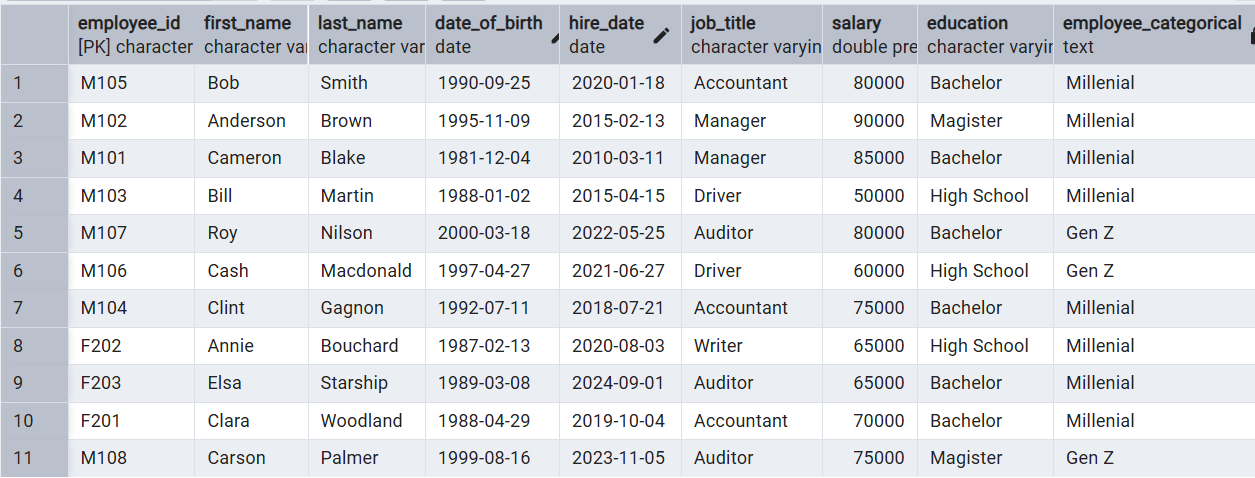 employee_id first_name last_name date_of_birth hire_date job_title salary education employee_categorical
[PK] character character var character var date date character varyin double pre character varyir text
1 M105 Bob Smith 1990-09-25 2020-01-18 Accountant 80000 Bachelor Millenial
2 M102 Anderson Brown 1995-11-09 2015-02-13 Manager 90000 Magister Millenial
3 M101 Cameron Blake 1981-12-04 2010-03-11 Manager 85000 Bachelor Millenial
4 M103 Bill Martin 1988-01-02 2015-04-15 Driver 50000 High School Millenial
5 M107 Roy Nilson 2000-03-18 2022-05-25 Auditor 80000 Bachelor Gen Z
6 M106 Cash Macdonald 1997-04-27 2021-06-27 Driver 60000 High School Gen Z
7 M104 Clint Gagnon 1992-07-11 2018-07-21 Accountant 75000 Bachelor Millenial
8 F202 Annie Bouchard 1987-02-13 2020-08-03 Writer 65000 High School Millenial
9 F203 Elsa Starship 1989-03-08 2024-09-01 Auditor 65000 Bachelor Millenial
10 F201 Clara Woodland 1988-04-29 2019-10-04 Accountant 70000 Bachelor Millenial
11 M108 Carson Palmer 1999-08-16 2023-11-05 Auditor 75000 Magister Gen Z